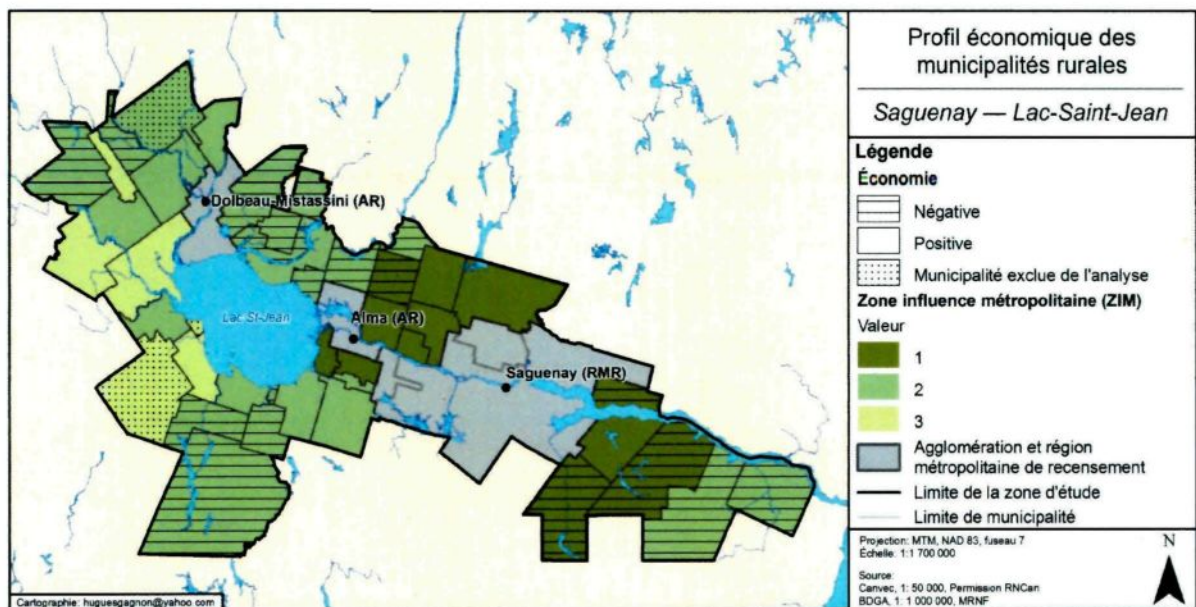 Profil économique des
municipalités rurales
Saguenay — Lac-Saint-Jean
Légende
Économie
Négative
Positive
Municipalité exclue de l'analyse
Zone influence métropolitaine (ZIM)
Valeur
1
2
3
Agglomération et région
métropolitaine de recensement
Limite de la zone d'étude
Limite de municipalité
Projection: MTM, NAD 83, fuseau 7
Échelle: 1:1 700 000
Source:
Canvec, 1: 50 000, Permission RNCan
BDGA, 1: 1 000 000, MRNF
N
Dolbeau-Mistassini (AR)
Lac St-Jean
Alma (AR)
Saguenay (RMR)
Cartographie: huguesgagnon@yahoo.com